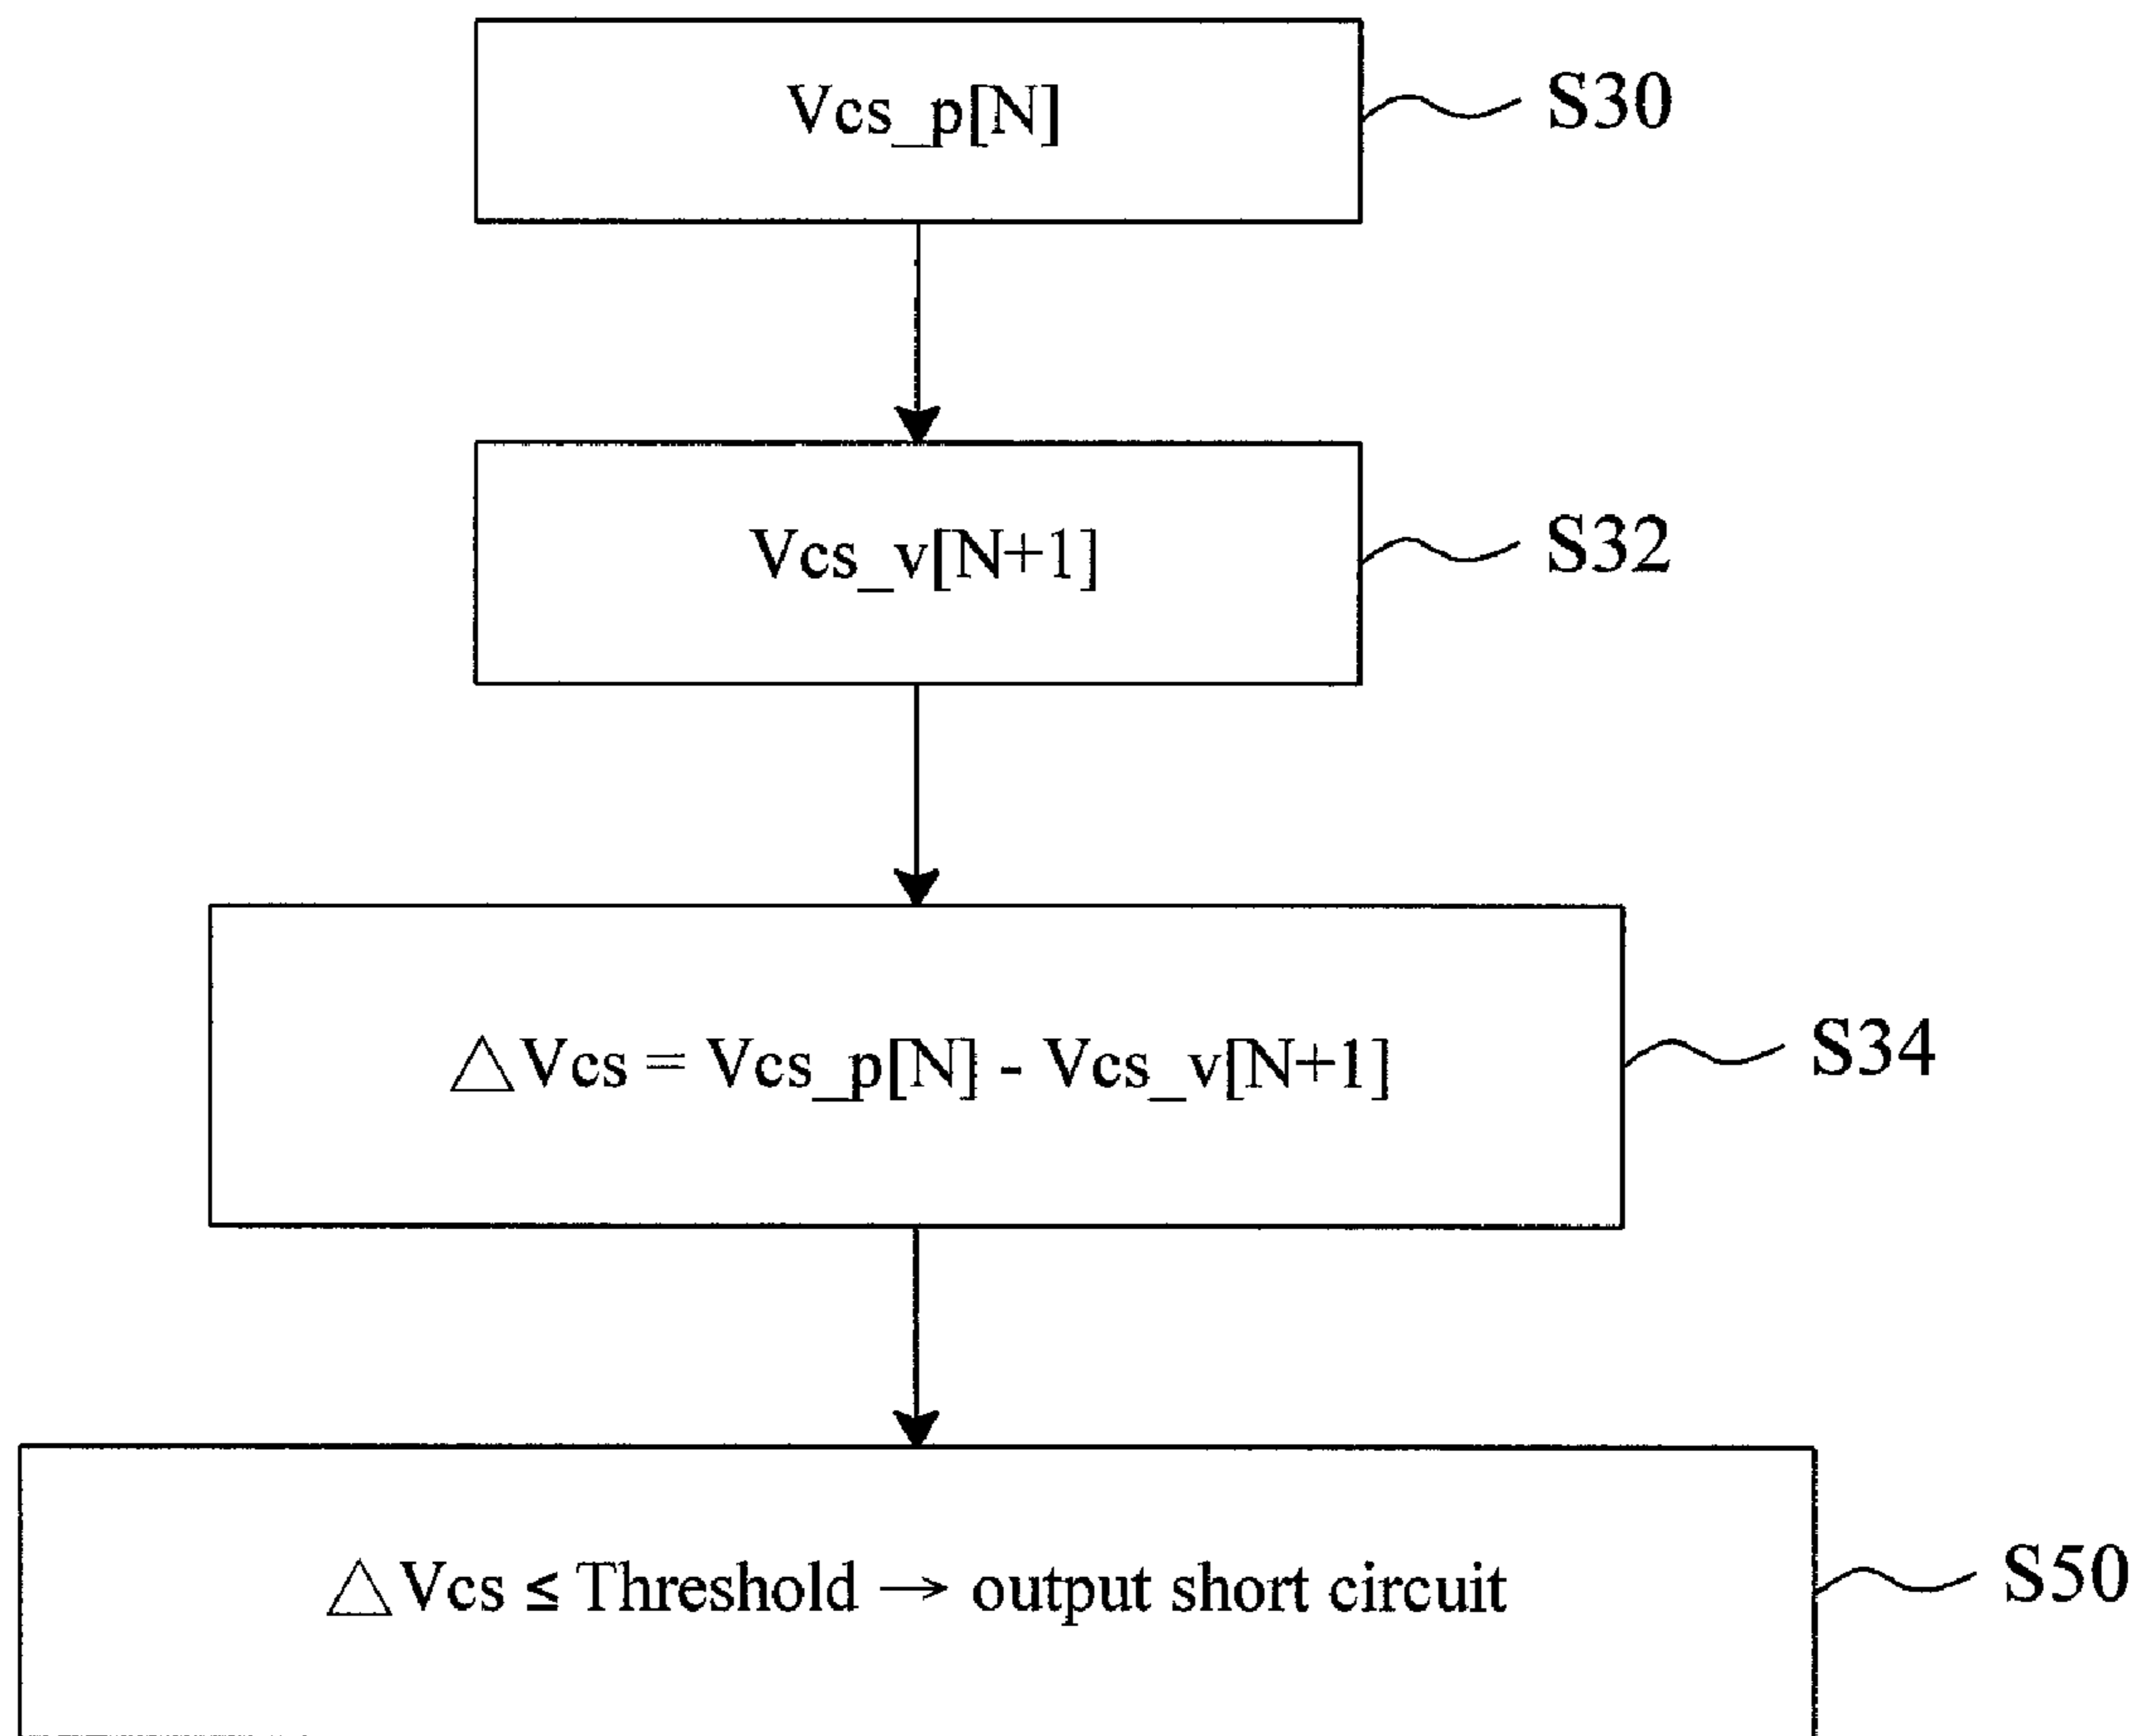 Vcs_p[N]
S30
Vcs_v[N+1]
S32
△Vcs = Vcs_p[N] - Vcs_v[N+1]
S34
△Vcs ≤ Threshold → output short circuit
S50